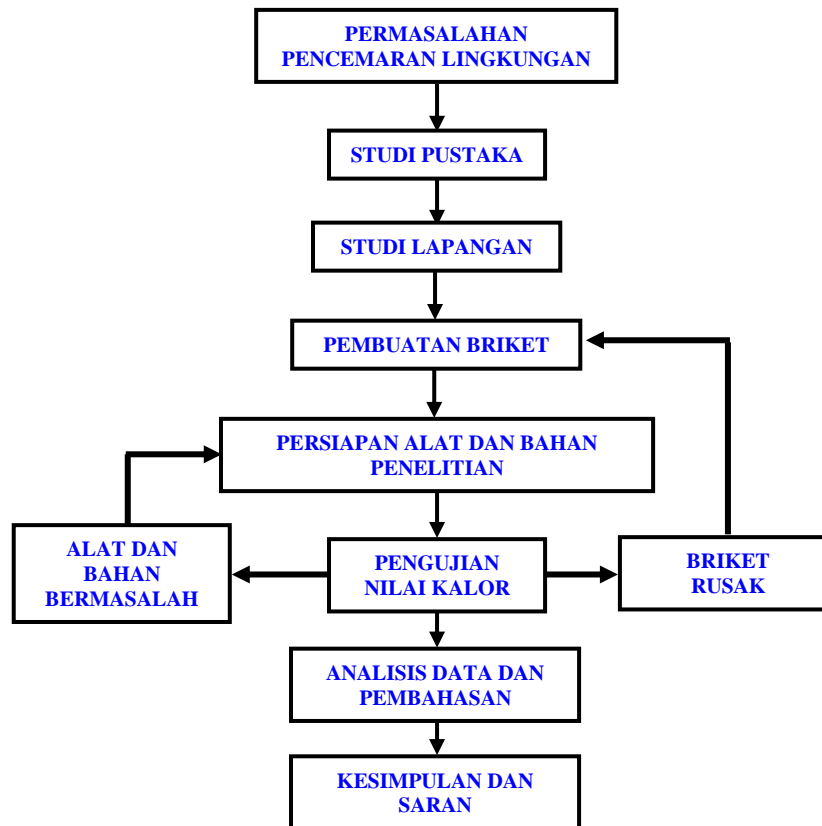 PERMASALAHAN
PENCEMARAN LINGKUNGAN
STUDI PUSTAKA
STUDI LAPANGAN
PEMBUATAN BRIKET
PERSIAPAN ALAT DAN BAHAN
PENELITIAN
ALAT DAN
BAHAN
BERMASALAH
PENGUJIAN
NILAI KALOR
BRIKET
RUSAK
ANALISIS DATA DAN
PEMBAHASAN
KESIMPULAN DAN
SARAN